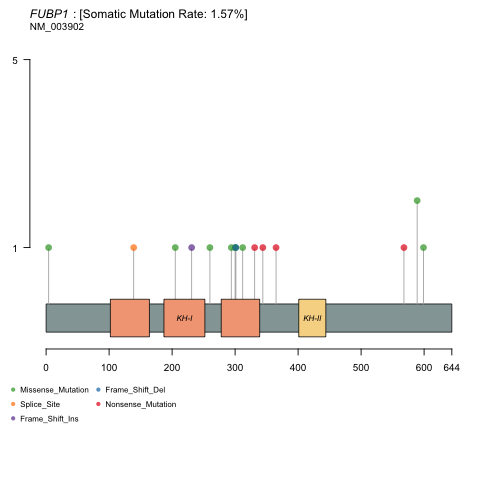 FUBP1 : [Somatic Mutation Rate: 1.57%]
NM_003902
5
1
KH-I KH-II
0 100 200 300 400 500 600 644
Missense_Mutation Frame_Shift_Del
Splice_Site Nonsense_Mutation
Frame_Shift_Ins